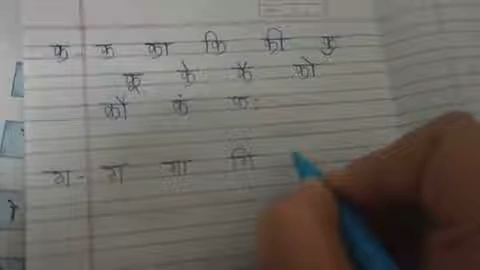 क क का कि की कु
कू के कै को
कौ कं कः
ग - ग गा गि